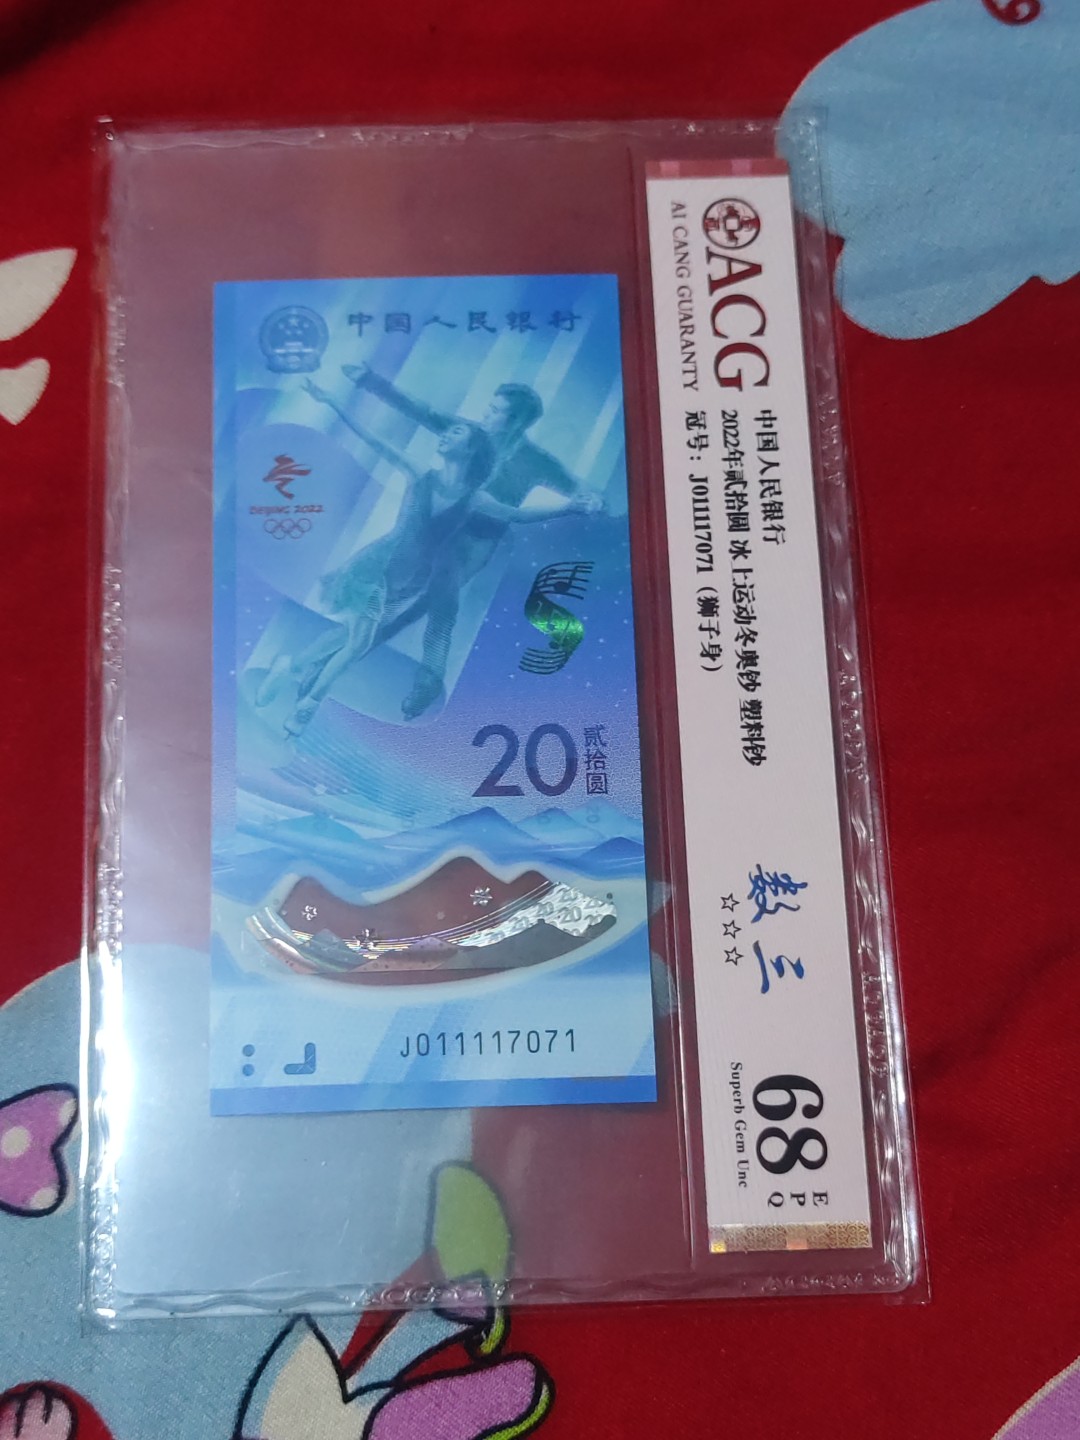 中国人民银行
BEIJING 2022
20
贰拾圆
J011117071
ACG
AI CANG GUARANTY
中国人民银行
2022年贰拾圆 冰上运动冬奥钞 塑料钞
冠号：J011117071（狮子身）
数三
☆☆☆
68
EPQ
Superb Gem Unc